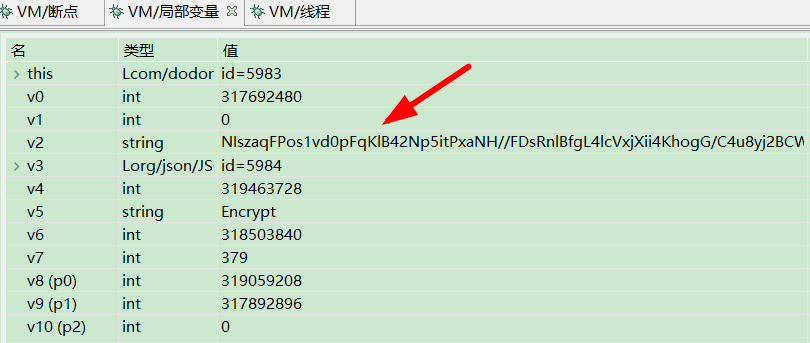 VM/断点 VM/局部变量 VM/线程
名 类型 值
this Lcom/dodor id=5983
v0 int 317692480
v1 int 0
v2 string NIszaqFPos1vd0pFqKlB42Np5itPxaNH//FDsRnlBfgL4lcVxjXii4KhogG/C4u8yj2BCW
v3 Lorg/json/JS id=5984
v4 int 319463728
v5 string Encrypt
v6 int 318503840
v7 int 379
v8 (p0) int 319059208
v9 (p1) int 317892896
v10 (p2) int 0